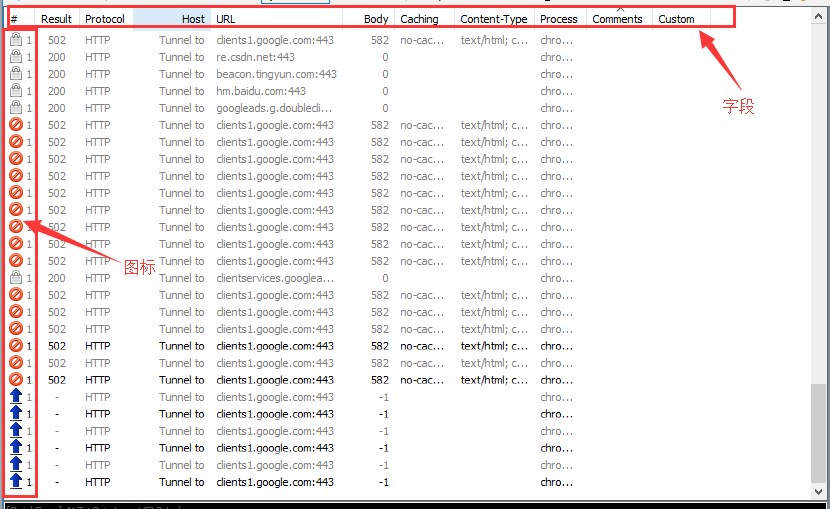 # Result Protocol Host URL Body Caching Content-Type Process Comments Custom
1 502 HTTP Tunnel to clients1.google.com:443 582 no-cac... text/html; c... chro...
1 200 HTTP Tunnel to re.csdn.net:443 0 chro...
1 200 HTTP Tunnel to beacon.tingyun.com:443 0 chro...
1 200 HTTP Tunnel to hm.baidu.com:443 0 chro...
1 200 HTTP Tunnel to googleads.g.doublecli... 0 chro...
字段
1 502 HTTP Tunnel to clients1.google.com:443 582 no-cac... text/html; c... chro...
1 502 HTTP Tunnel to clients1.google.com:443 582 no-cac... text/html; c... chro...
1 502 HTTP Tunnel to clients1.google.com:443 582 no-cac... text/html; c... chro...
1 502 HTTP Tunnel to clients1.google.com:443 582 no-cac... text/html; c... chro...
1 502 HTTP Tunnel to clients1.google.com:443 582 no-cac... text/html; c... chro...
1 502 HTTP Tunnel to clients1.google.com:443 582 no-cac... text/html; c... chro...
1 502 HTTP Tunnel to clients1.google.com:443 582 no-cac... text/html; c... chro...
1 502 HTTP Tunnel to clients1.google.com:443 582 no-cac... text/html; c... chro...
1 502 HTTP Tunnel to clients1.google.com:443 582 no-cac... text/html; c... chro...
图标
1 200 HTTP Tunnel to clientservices.googlea... 0 chro...
1 502 HTTP Tunnel to clients1.google.com:443 582 no-cac... text/html; c... chro...
1 502 HTTP Tunnel to clients1.google.com:443 582 no-cac... text/html; c... chro...
1 502 HTTP Tunnel to clients1.google.com:443 582 no-cac... text/html; c... chro...
1 502 HTTP Tunnel to clients1.google.com:443 582 no-cac... text/html; c... chro...
1 502 HTTP Tunnel to clients1.google.com:443 582 no-cac... text/html; c... chro...
1 502 HTTP Tunnel to clients1.google.com:443 582 no-cac... text/html; c... chro...
1 - HTTP Tunnel to clients1.google.com:443 -1 chro...
1 - HTTP Tunnel to clients1.google.com:443 -1 chro...
1 - HTTP Tunnel to clients1.google.com:443 -1 chro...
1 - HTTP Tunnel to clients1.google.com:443 -1 chro...
1 - HTTP Tunnel to clients1.google.com:443 -1 chro...
1 - HTTP Tunnel to clients1.google.com:443 -1 chro...